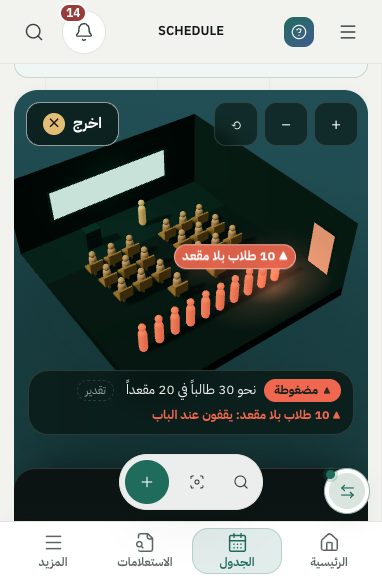 14
SCHEDULE
اخرج
▲ 10 طلاب بلا مقعد
▲ مضغوطة نحو 30 طالباً في 20 مقعداً تقدير
▲ 10 طلاب بلا مقعد: يقفون عند الباب
الرئيسية الجدول الاستعلامات المزيد